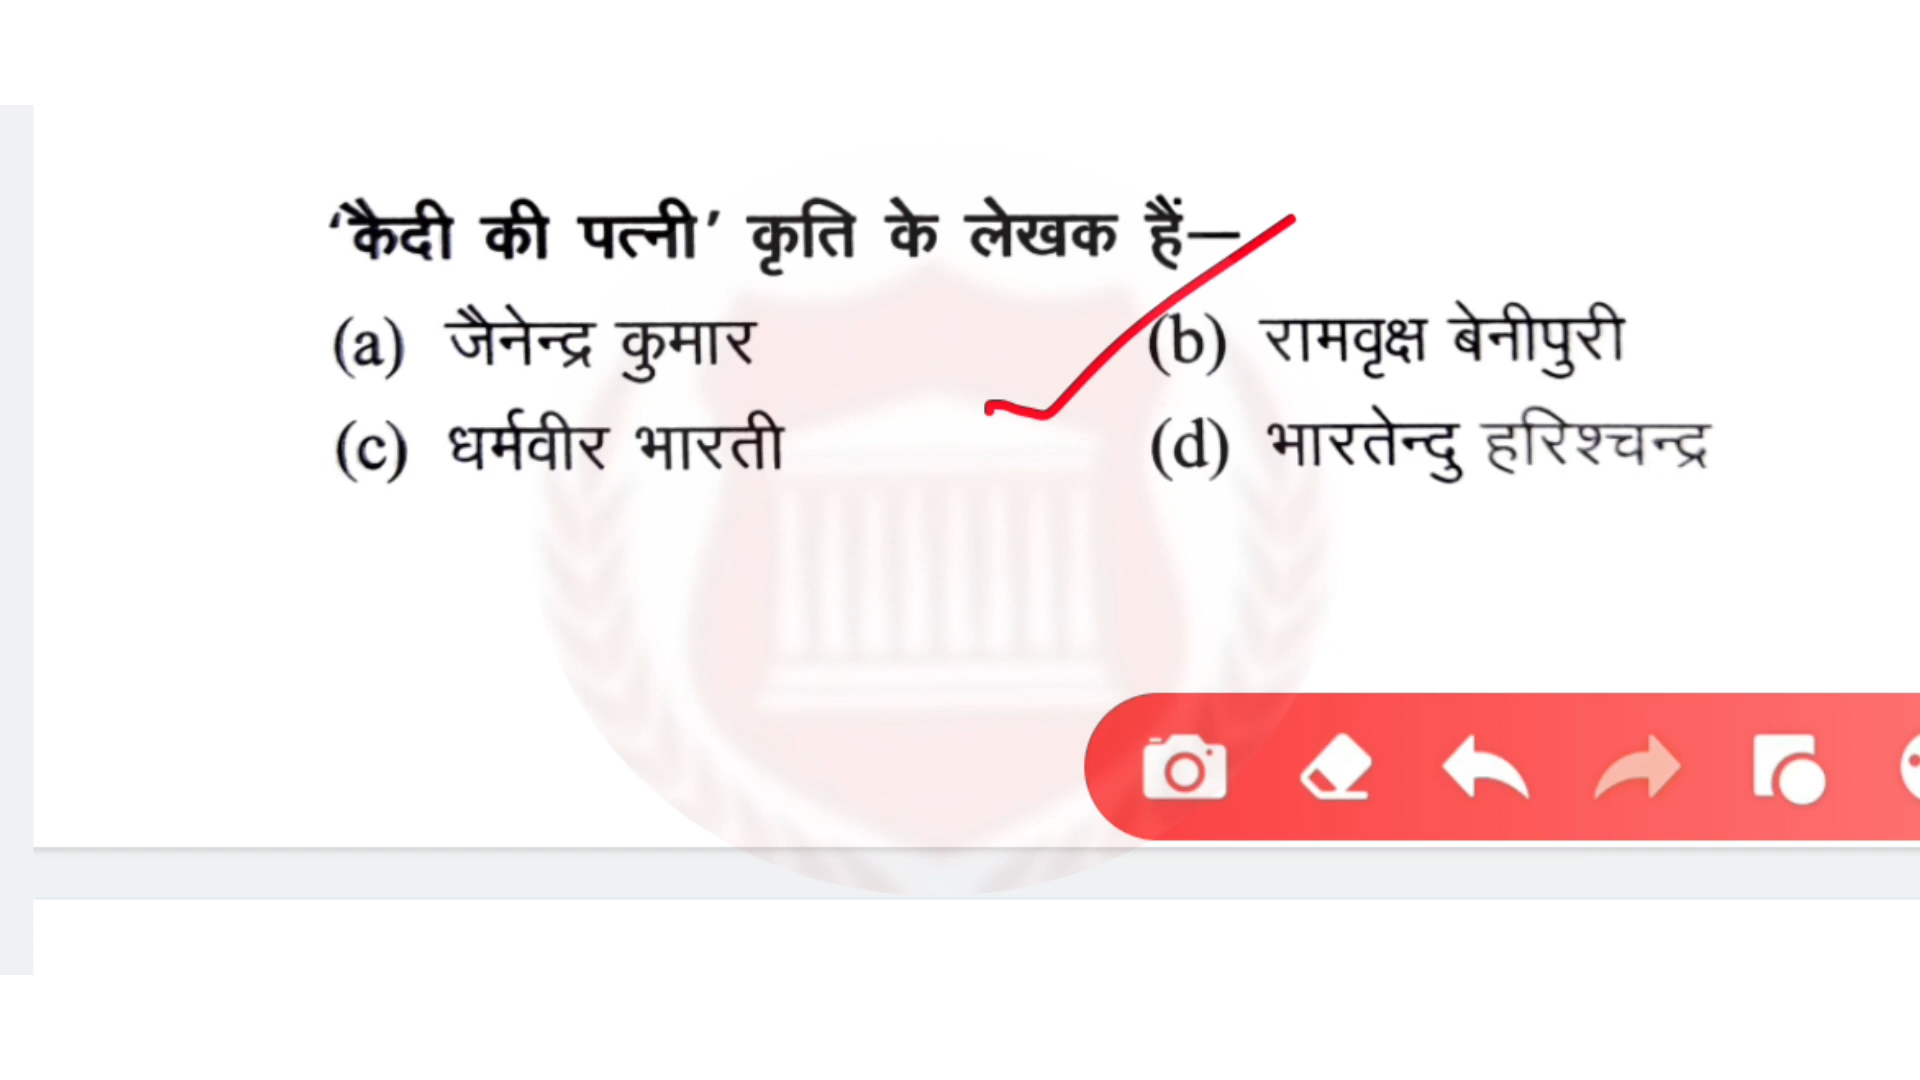 ‘कैदी की पत्नी’ कृति के लेखक हैं—
(a) जैनेन्द्र कुमार (b) रामवृक्ष बेनीपुरी
(c) धर्मवीर भारती (d) भारतेन्दु हरिश्चन्द्र